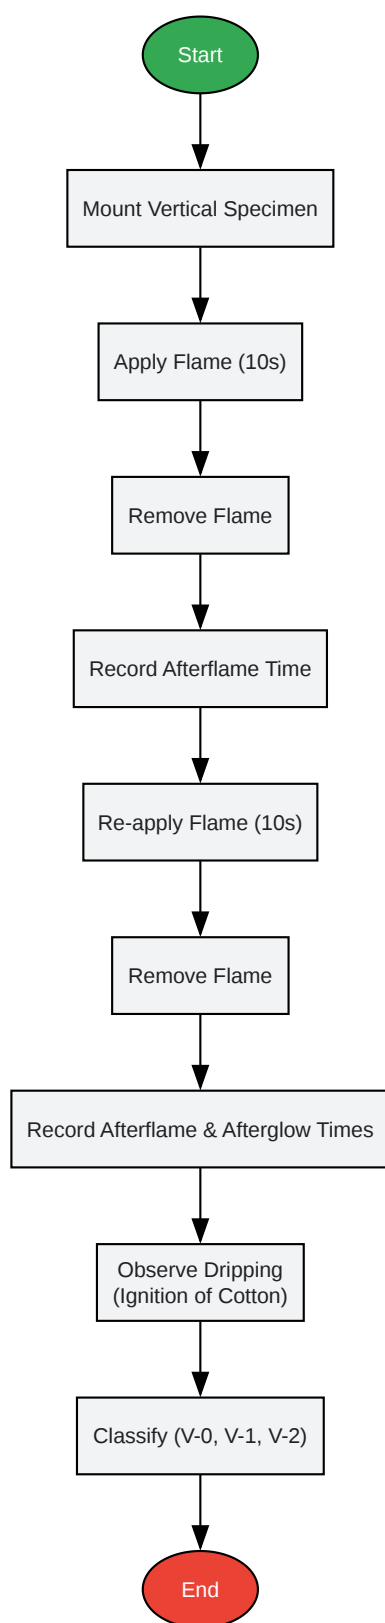 Start
Mount Vertical Specimen
Apply Flame (10s)
Remove Flame
Record Afterflame Time
Re-apply Flame (10s)
Remove Flame
Record Afterflame & Afterglow Times
Observe Dripping
(Ignition of Cotton)
Classify (V-0, V-1, V-2)
End